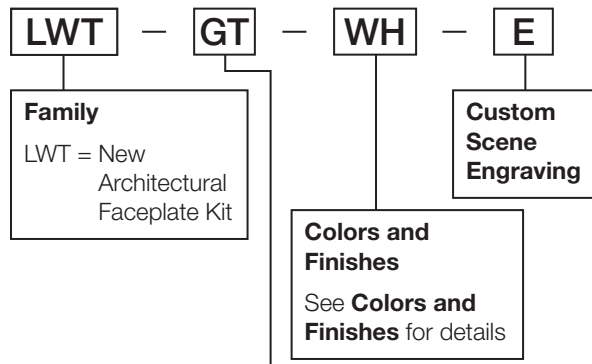 LWT – GT – WH – E
Family
LWT = New
Architectural
Faceplate Kit
Custom
Scene
Engraving
Colors and
Finishes
See Colors and
Finishes for details